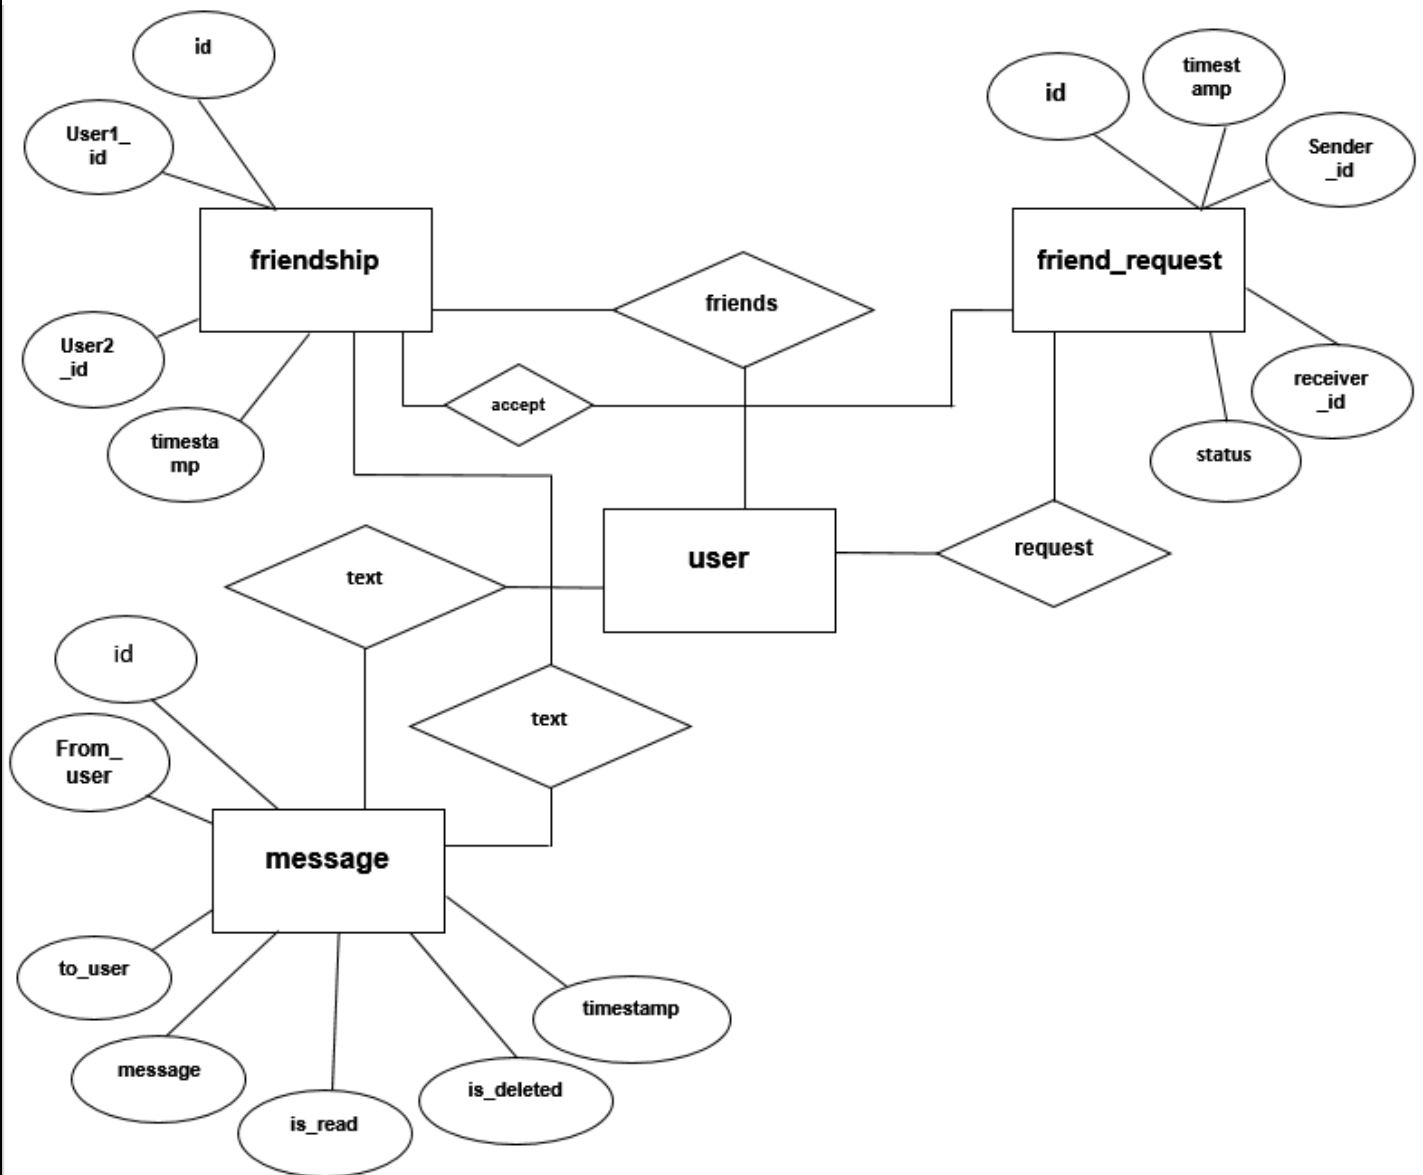 id
User1_
id
friendship
User2
_id
timesta
mp
friends
accept
id
timest
amp
Sender
_id
friend_request
receiver
_id
status
request
user
text
text
id
From_
user
message
to_user
message
is_read
is_deleted
timestamp